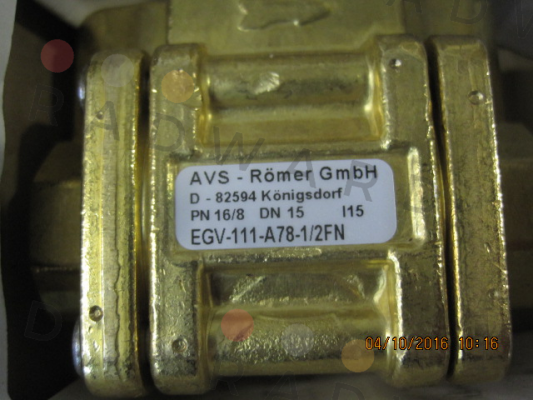 AVS - Römer GmbH
D - 82594 Königsdorf
PN 16/8 DN 15 I15
EGV-111-A78-1/2FN
04/10/2016 10:16